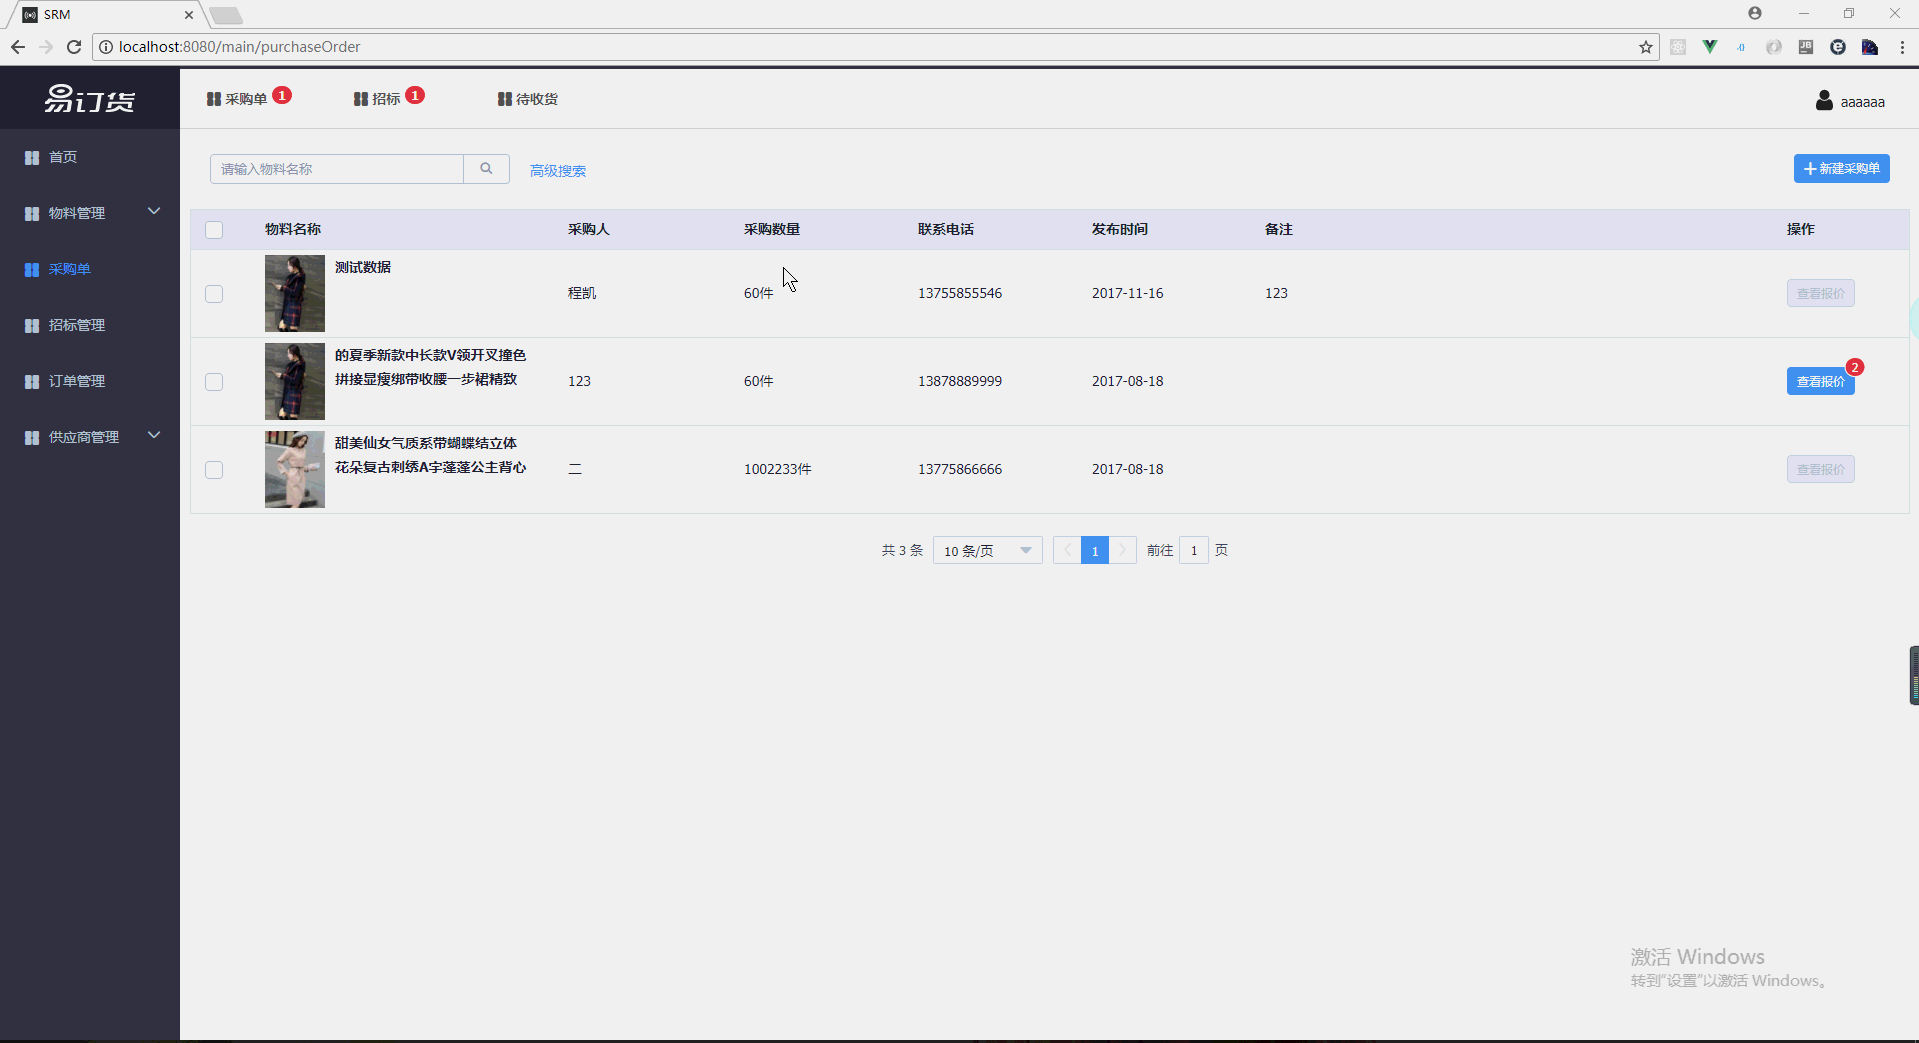 SRM
localhost:8080/main/purchaseOrder
易订货
采购单 1
招标 1
待收货
aaaaaa
首页
物料管理
采购单
招标管理
订单管理
供应商管理
请输入物料名称
高级搜索
新建采购单
物料名称 采购人 采购数量 联系电话 发布时间 备注 操作
测试数据
程凯 60件 13755855546 2017-11-16 123 查看报价
的夏季新款中长款V领开叉撞色
拼接显瘦绑带收腰一步裙精致
123 60件 13878889999 2017-08-18 查看报价 2
甜美仙女气质系带蝴蝶结立体
花朵复古刺绣A字蓬蓬公主背心
二 1002233件 13775866666 2017-08-18 查看报价
共 3 条 10 条/页 1 前往 1 页
激活 Windows
转到"设置"以激活 Windows。